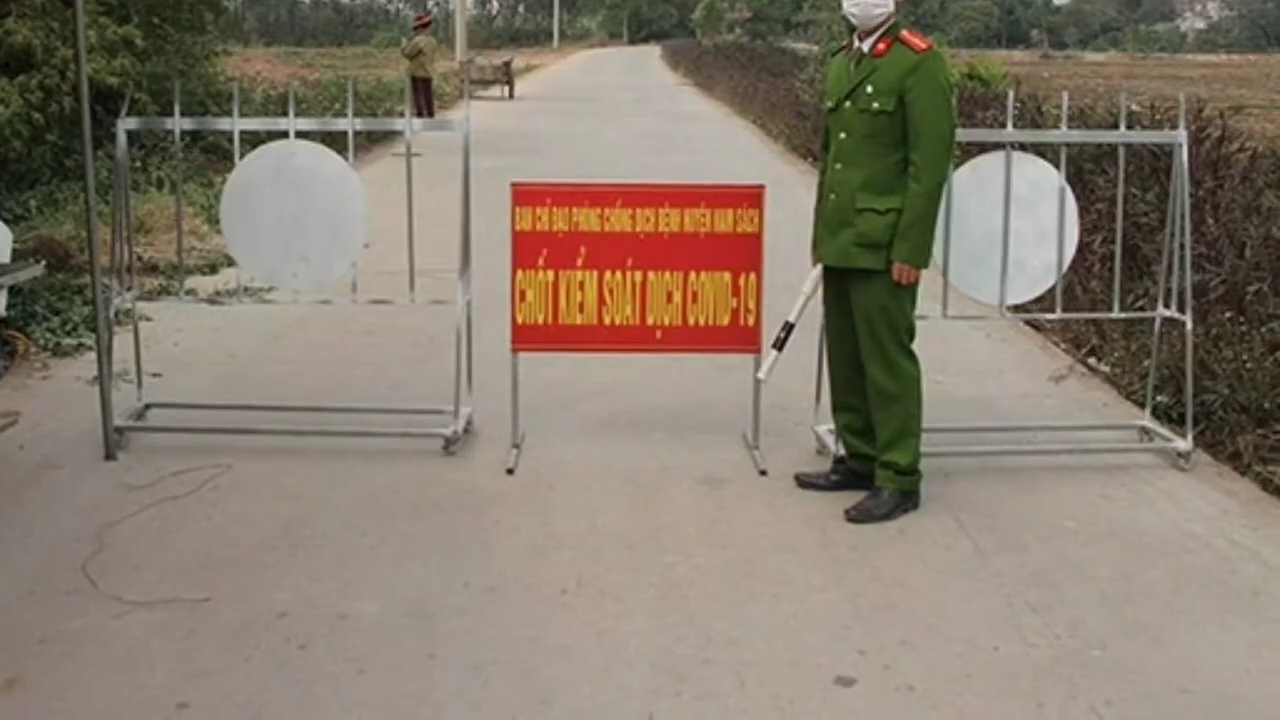 BAN CHỈ ĐẠO PHÒNG CHỐNG DỊCH BỆNH HUYỆN NAM SÁCH
CHỐT KIỂM SOÁT DỊCH COVID-19